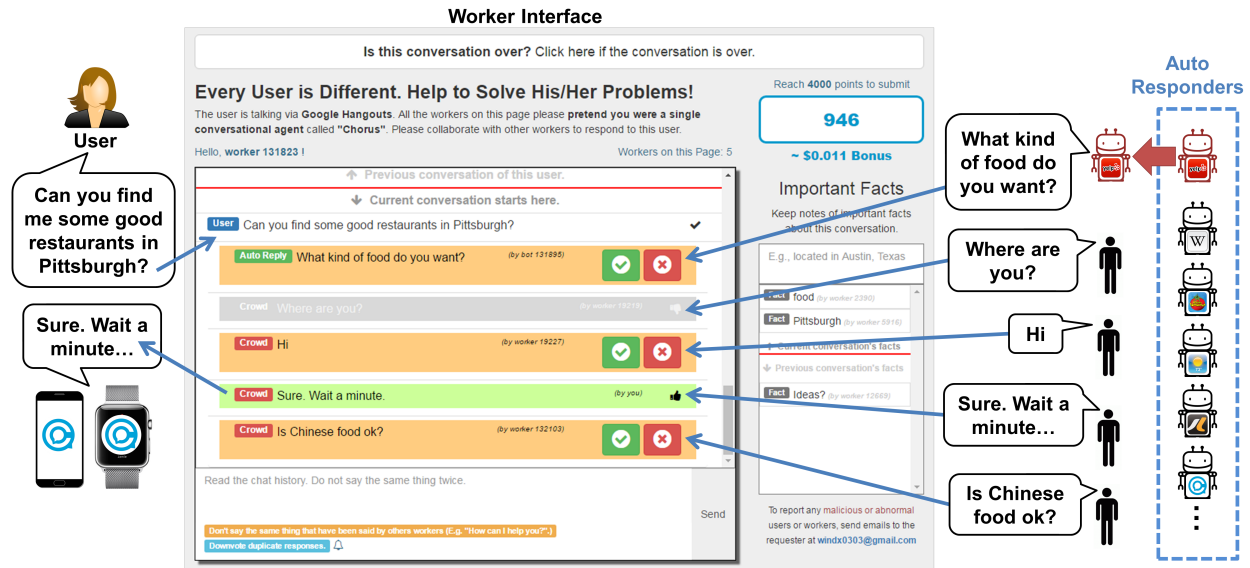 Worker Interface
Is this conversation over? Click here if the conversation is over.
Every User is Different. Help to Solve His/Her Problems!
The user is talking via Google Hangouts. All the workers on this page please pretend you were a single
conversational agent called "Chorus". Please collaborate with other workers to respond to this user.
Hello, worker 131823 !
Workers on this Page: 5
Reach 4000 points to submit
946
~ $0.011 Bonus
User
Can you find
me some good
restaurants in
Pittsburgh?
Sure. Wait a
minute…
Previous conversation of this user.
Current conversation starts here.
User Can you find some good restaurants in Pittsburgh?
Auto Reply What kind of food do you want? (by bot 131895)
Crowd Where are you? (by worker 19219)
Crowd Hi (by worker 19227)
Crowd Sure. Wait a minute. (by you)
Crowd Is Chinese food ok? (by worker 132103)
Read the chat history. Do not say the same thing twice.
Send
Don't say the same thing that have been said by others workers (E.g. "How can I help you?".)
Downvote duplicate responses.
Important Facts
Keep notes of important facts
about this conversation.
E.g., located in Austin, Texas
Fact food (by worker 2390)
Fact Pittsburgh (by worker 5916)
Current conversation's facts
Previous conversation's facts
Fact Ideas? (by worker 12669)
To report any malicious or abnormal
users or workers, send emails to the
requester at windx0303@gmail.com
Auto
Responders
What kind
of food do
you want?
Where are
you?
Hi
Sure. Wait a
minute…
Is Chinese
food ok?
yelp
yelp
W
⋮